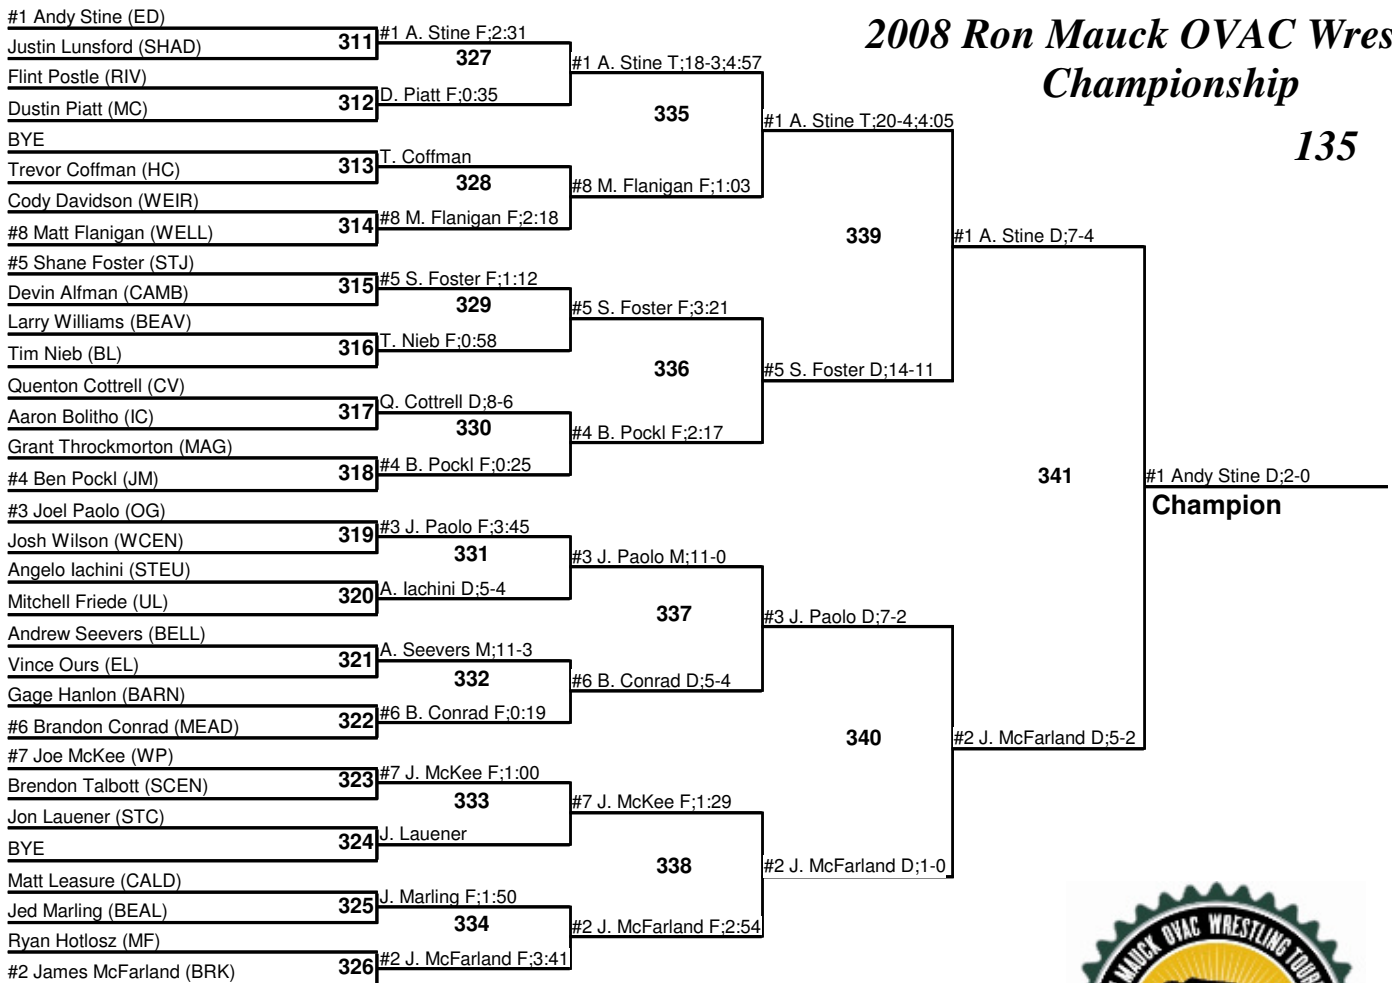 2008 Ron Mauck OVAC Wres
Championship
135
#1 Andy Stine (ED)
Justin Lunsford (SHAD)
Flint Postle (RIV)
Dustin Piatt (MC)
BYE
Trevor Coffman (HC)
Cody Davidson (WEIR)
#8 Matt Flanigan (WELL)
#5 Shane Foster (STJ)
Devin Alfman (CAMB)
Larry Williams (BEAV)
Tim Nieb (BL)
Quenton Cottrell (CV)
Aaron Bolitho (IC)
Grant Throckmorton (MAG)
#4 Ben Pockl (JM)
#3 Joel Paolo (OG)
Josh Wilson (WCEN)
Angelo Iachini (STEU)
Mitchell Friede (UL)
Andrew Seevers (BELL)
Vince Ours (EL)
Gage Hanlon (BARN)
#6 Brandon Conrad (MEAD)
#7 Joe McKee (WP)
Brendon Talbott (SCEN)
Jon Lauener (STC)
BYE
Matt Leasure (CALD)
Jed Marling (BEAL)
Ryan Hotlosz (MF)
#2 James McFarland (BRK)
311
312
313
314
315
316
317
318
319
320
321
322
323
324
325
326
#1 A. Stine F;2:31
D. Piatt F;0:35
T. Coffman
#8 M. Flanigan F;2:18
#5 S. Foster F;1:12
T. Nieb F;0:58
Q. Cottrell D;8-6
#4 B. Pockl F;0:25
#3 J. Paolo F;3:45
A. Iachini D;5-4
A. Seevers M;11-3
#6 B. Conrad F;0:19
#7 J. McKee F;1:00
J. Lauener
J. Marling F;1:50
#2 J. McFarland F;3:41
327
328
329
330
331
332
333
334
#1 A. Stine T;18-3;4:57
#8 M. Flanigan F;1:03
#5 S. Foster F;3:21
#4 B. Pockl F;2:17
#3 J. Paolo M;11-0
#6 B. Conrad D;5-4
#7 J. McKee F;1:29
#2 J. McFarland F;2:54
335
336
337
338
#1 A. Stine T;20-4;4:05
#5 S. Foster D;14-11
#3 J. Paolo D;7-2
#2 J. McFarland D;1-0
339
340
#1 A. Stine D;7-4
#2 J. McFarland D;5-2
341
#1 Andy Stine D;2-0
Champion
MAUCK OVAC WRESTLING TOUR